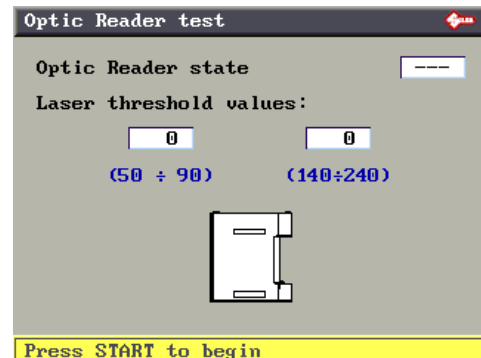 Optic Reader test
Optic Reader state ---
Laser threshold values:
0 0
(50 ÷ 90) (140÷240)
Press START to begin